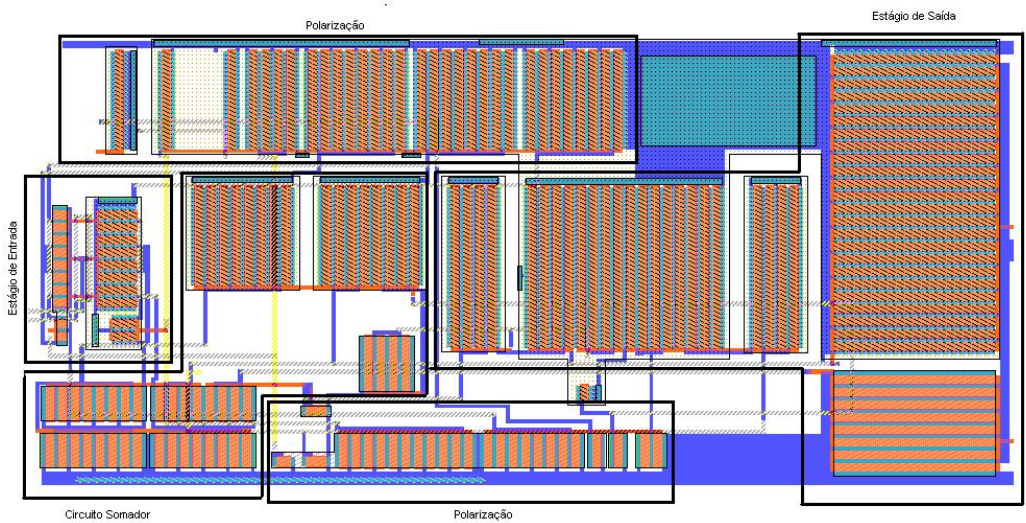 Polarização
Estágio de Saída
Estágio de Entrada
Circuito Somador
Polarização